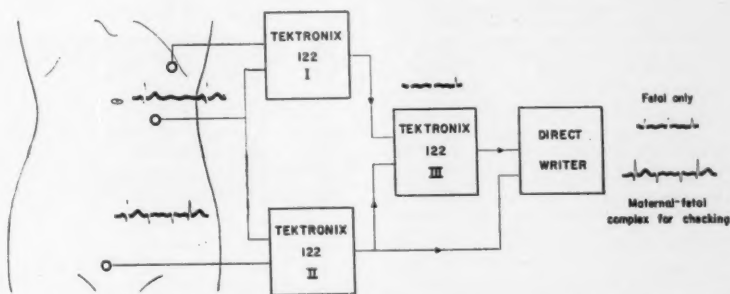 TEKTRONIX
122
I
TEKTRONIX
122
III
TEKTRONIX
122
II
DIRECT
WRITER
Fetal only
Maternal-fetal
complex for checking